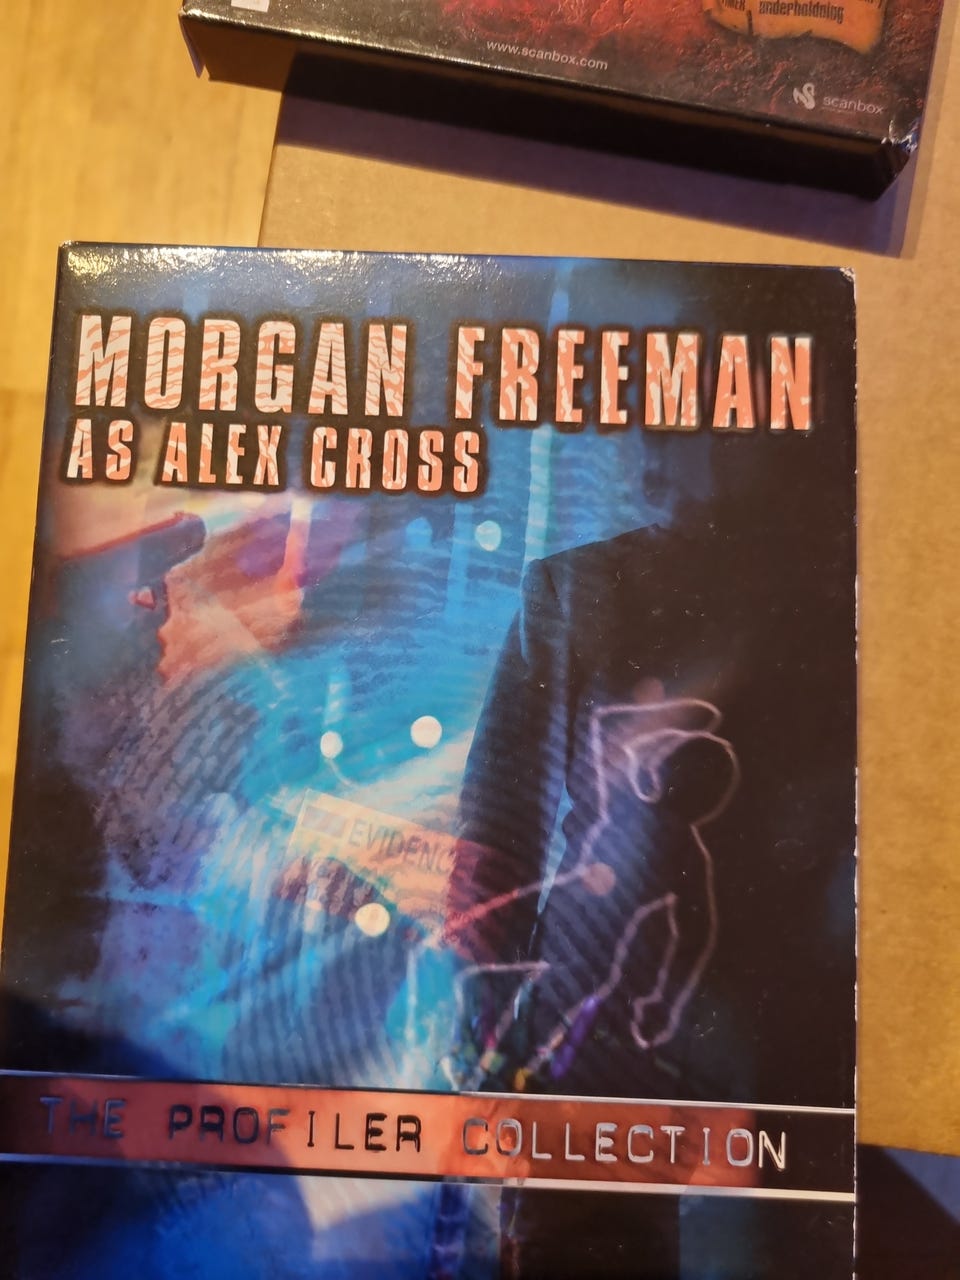 underholdning
www.scanbox.com
scanbox
MORGAN FREEMAN
AS ALEX CROSS
EVIDENC
THE PROFILER COLLECTION